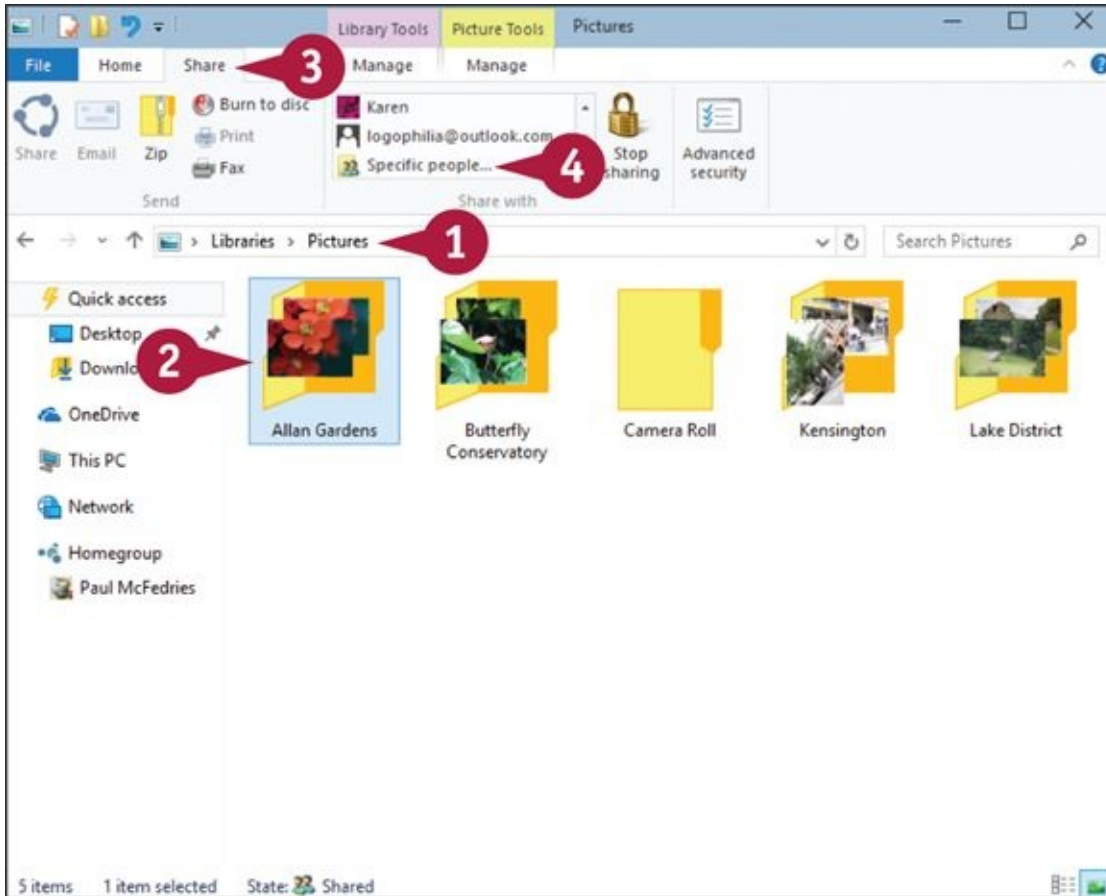 Library Tools Picture Tools Pictures
File Home Share 3 Manage Manage
Burn to disc
Print
Fax
Share Email Zip
Send
Karen
logophilia@outlook.com
Specific people... 4
Share with
Stop sharing
Advanced security
Libraries > Pictures 1
Search Pictures
Quick access
Desktop
2
OneDrive
This PC
Network
Homegroup
Paul McFedries
Allan Gardens
Butterfly Conservatory
Camera Roll
Kensington
Lake District
5 items 1 item selected State: Shared